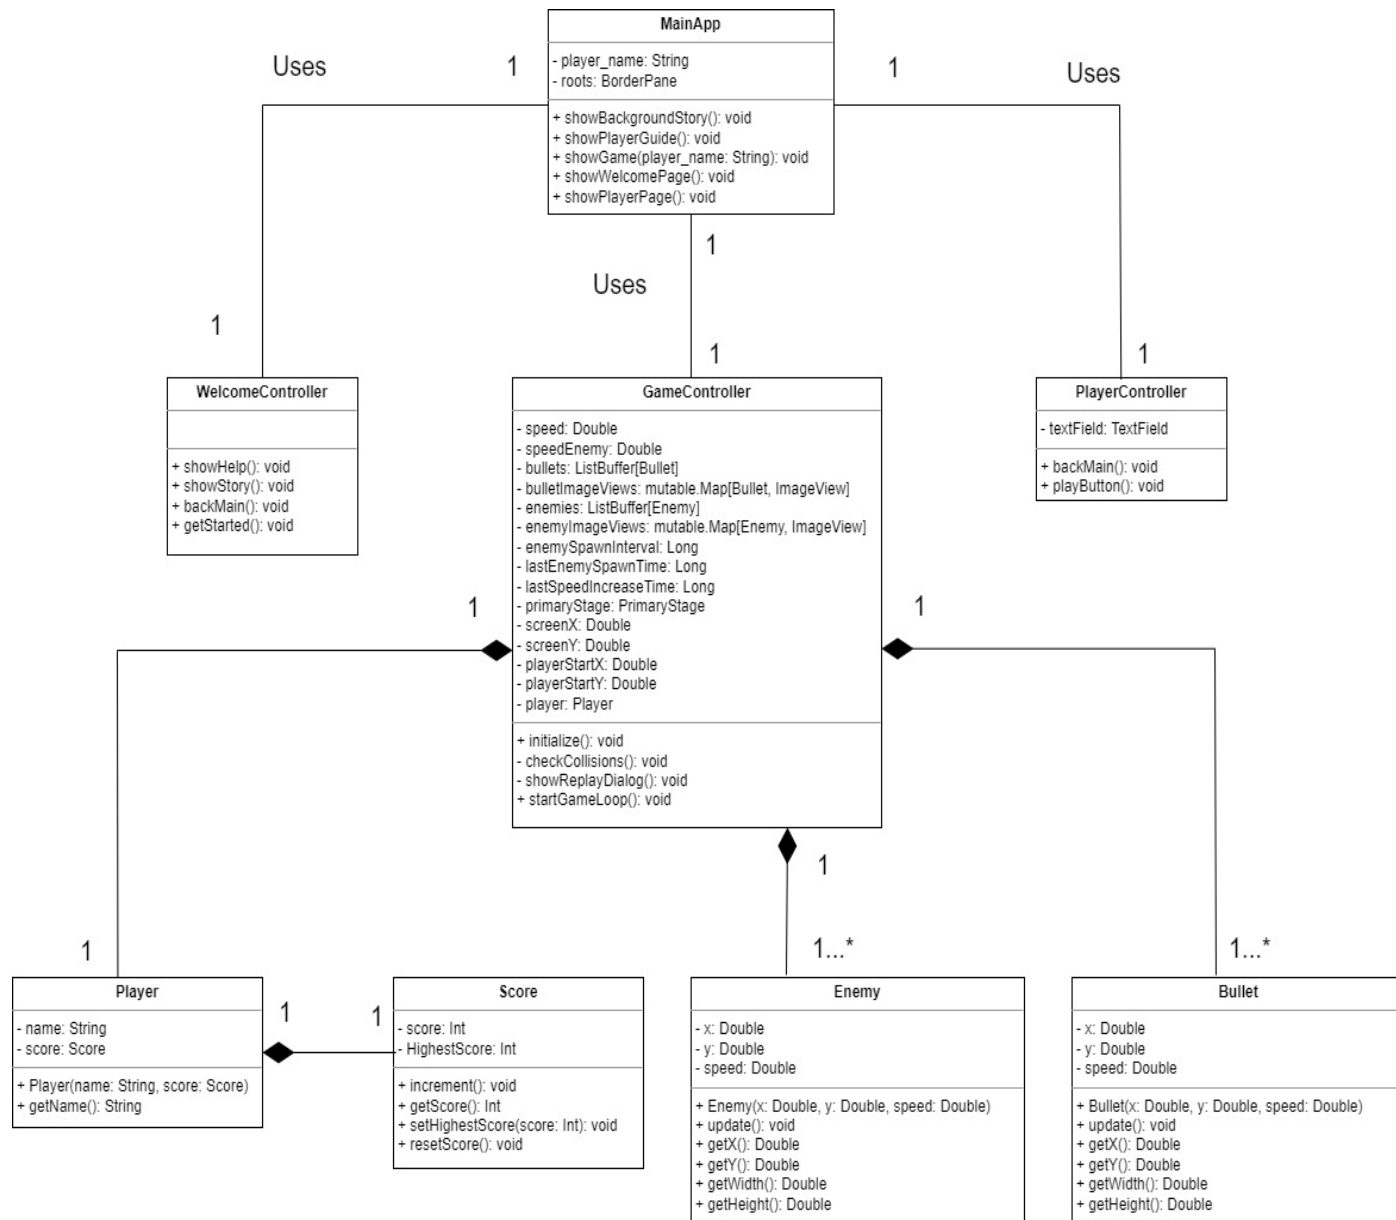 MainApp
- player_name: String
- roots: BorderPane
+ showBackgroundStory(): void
+ showPlayerGuide(): void
+ showGame(player_name: String): void
+ showWelcomePage(): void
+ showPlayerPage(): void
Uses
1
1
Uses
1
Uses
1
1
1
WelcomeController
+ showHelp(): void
+ showStory(): void
+ backMain(): void
+ getStarted(): void
GameController
- speed: Double
- speedEnemy: Double
- bullets: ListBuffer[Bullet]
- bulletImageViews: mutable.Map[Bullet, ImageView]
- enemies: ListBuffer[Enemy]
- enemyImageViews: mutable.Map[Enemy, ImageView]
- enemySpawnInterval: Long
- lastEnemySpawnTime: Long
- lastSpeedIncreaseTime: Long
- primaryStage: PrimaryStage
- screenX: Double
- screenY: Double
- playerStartX: Double
- playerStartY: Double
- player: Player
+ initialize(): void
- checkCollisions(): void
- showReplayDialog(): void
+ startGameLoop(): void
PlayerController
- textField: TextField
+ backMain(): void
+ playButton(): void
1
1
1
1
1...*
1...*
Player
- name: String
- score: Score
+ Player(name: String, score: Score)
+ getName(): String
1
1
Score
- score: Int
- HighestScore: Int
+ increment(): void
+ getScore(): Int
+ setHighestScore(score: Int): void
+ resetScore(): void
Enemy
- x: Double
- y: Double
- speed: Double
+ Enemy(x: Double, y: Double, speed: Double)
+ update(): void
+ getX(): Double
+ getY(): Double
+ getWidth(): Double
+ getHeight(): Double
Bullet
- x: Double
- y: Double
- speed: Double
+ Bullet(x: Double, y: Double, speed: Double)
+ update(): void
+ getX(): Double
+ getY(): Double
+ getWidth(): Double
+ getHeight(): Double